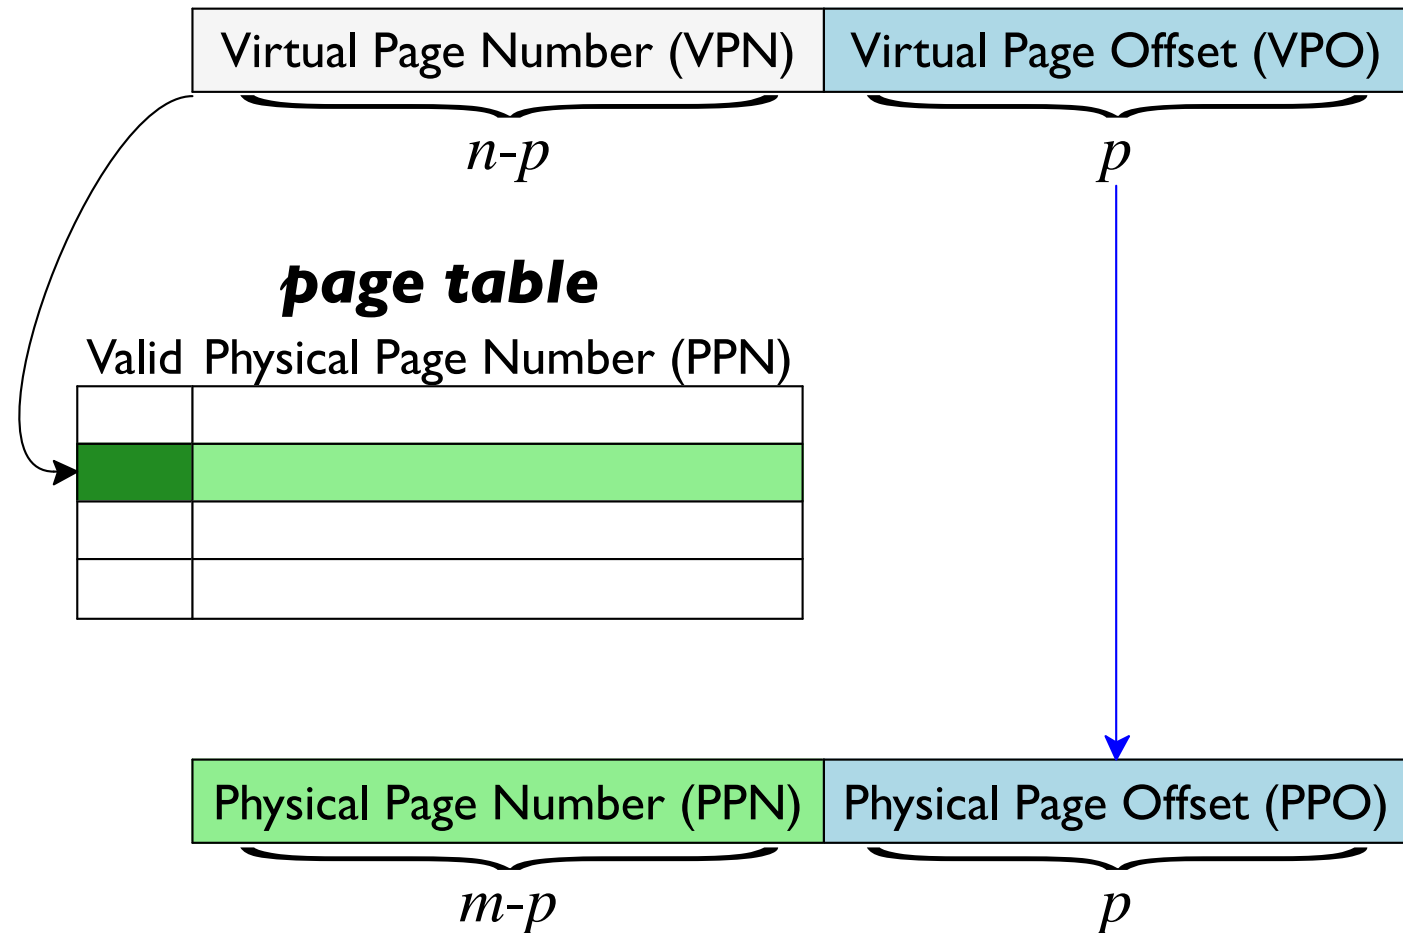 Virtual Page Number (VPN) Virtual Page Offset (VPO)
n-p p
page table
Valid Physical Page Number (PPN)
Physical Page Number (PPN) Physical Page Offset (PPO)
m-p p